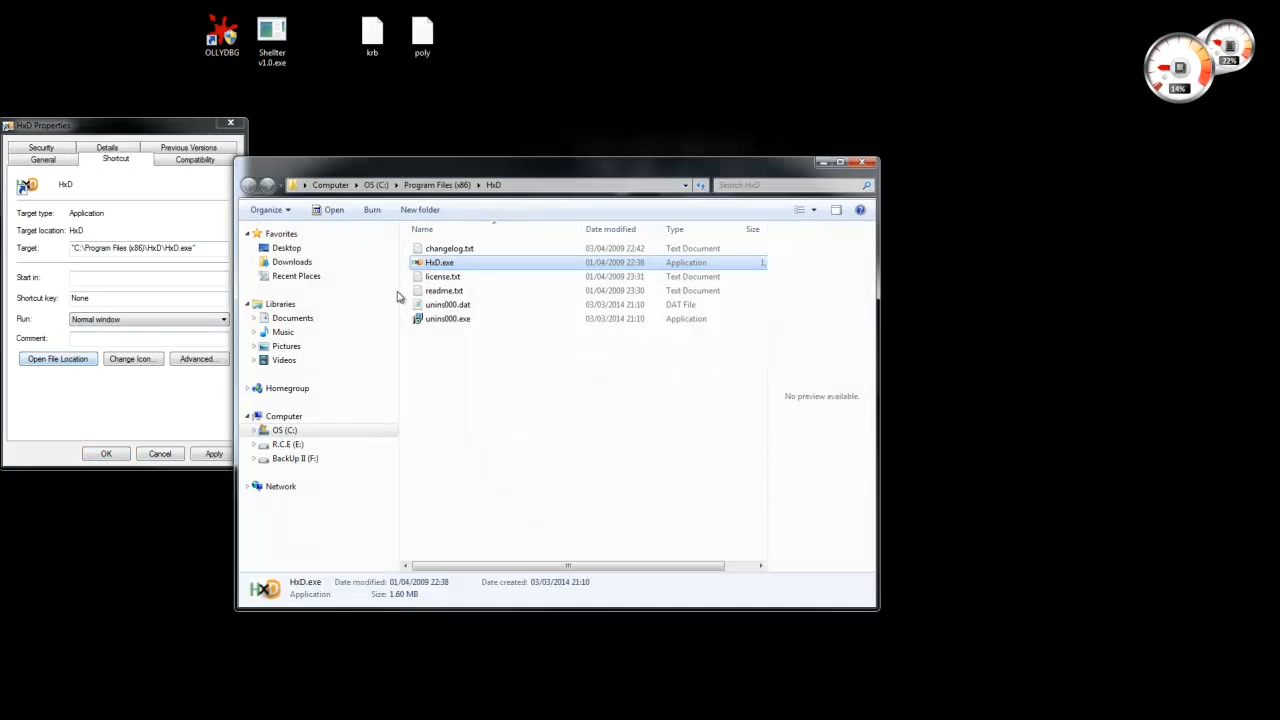 OLLYDBG
Shellter
v1.0.exe
krb
poly
22%
14%
HxD Properties
Security Details Previous Versions
General Shortcut Compatibility
HxD
Target type: Application
Target location: HxD
Target: "C:\Program Files (x86)\HxD\HxD.exe"
Start in:
Shortcut key: None
Run: Normal window
Comment:
Open File Location Change Icon... Advanced...
OK Cancel Apply
Computer OS (C:) Program Files (x86) HxD Search HxD
Organize Open Burn New folder
Favorites
Desktop
Downloads
Recent Places
Libraries
Documents
Music
Pictures
Videos
Homegroup
Computer
OS (C:)
R.C.E (E:)
BackUp II (F:)
Network
Name Date modified Type Size
changelog.txt 03/04/2009 22:42 Text Document
HxD.exe 01/04/2009 22:38 Application 1,
license.txt 01/04/2009 23:31 Text Document
readme.txt 01/04/2009 23:30 Text Document
unins000.dat 03/03/2014 21:10 DAT File
unins000.exe 03/03/2014 21:10 Application
No preview available.
HxD
HxD.exe Date modified: 01/04/2009 22:38 Date created: 03/03/2014 21:10
Application Size: 1.60 MB